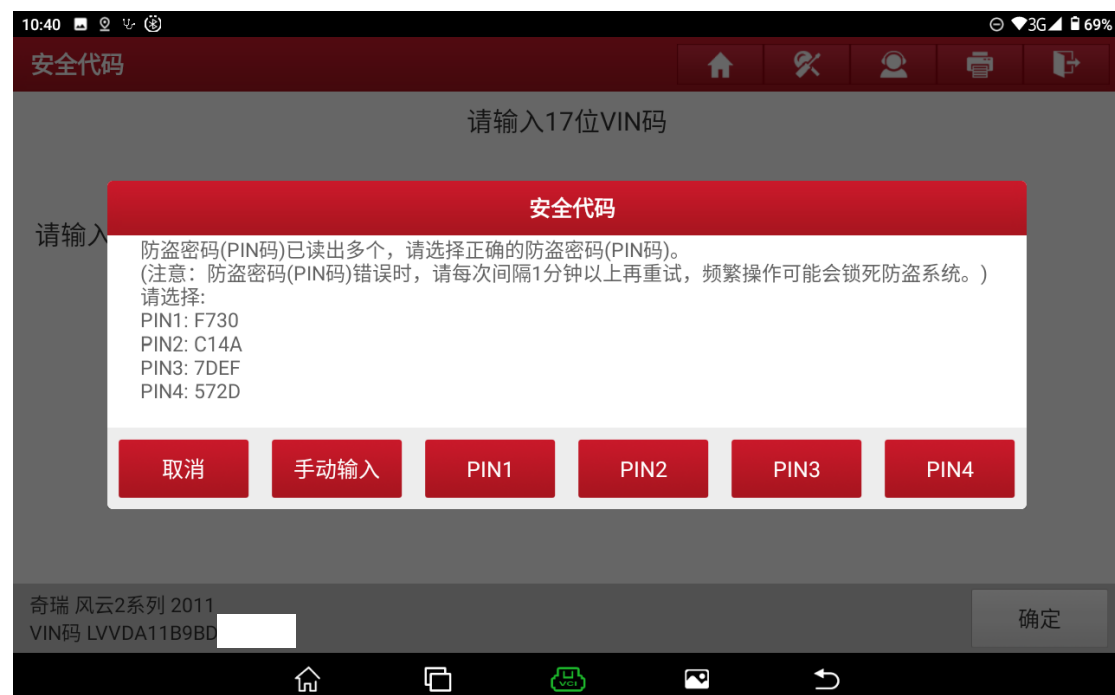 10:40
3G
69%
安全代码
请输入17位VIN码
请输入
安全代码
防盗密码(PIN码)已读出多个，请选择正确的防盗密码(PIN码)。
(注意：防盗密码(PIN码)错误时，请每次间隔1分钟以上再重试，频繁操作可能会锁死防盗系统。)
请选择:
PIN1: F730
PIN2: C14A
PIN3: 7DEF
PIN4: 572D
取消
手动输入
PIN1
PIN2
PIN3
PIN4
奇瑞 风云2系列 2011
VIN码 LVVDA11B9BD
确定
VCI